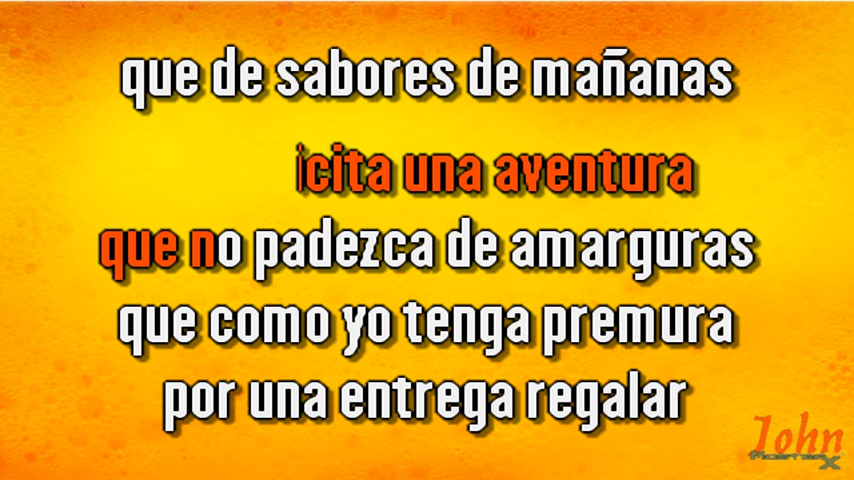 que de sabores de mañanas
icita una aventura
que no padezca de amarguras
que como yo tenga premura
por una entrega regalar
John